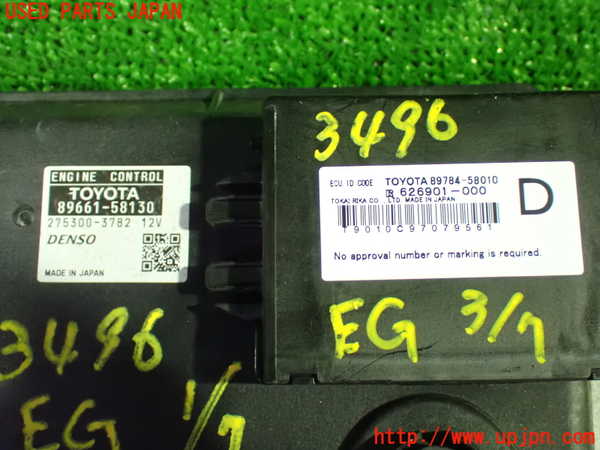 USED PARTS JAPAN
ENGINE CONTROL
TOYOTA
89661-58130
275300-3782 12V
DENSO
MADE IN JAPAN
3496
EG 1/7
3496
ECU ID CODE TOYOTA 89784-58010
626901-000
TOKAI RIKA CO., LTD. MADE IN JAPAN
19010C97079561
D
No approval number or marking is required.
EG 3/7
UPJ http://www.upjpn.com/